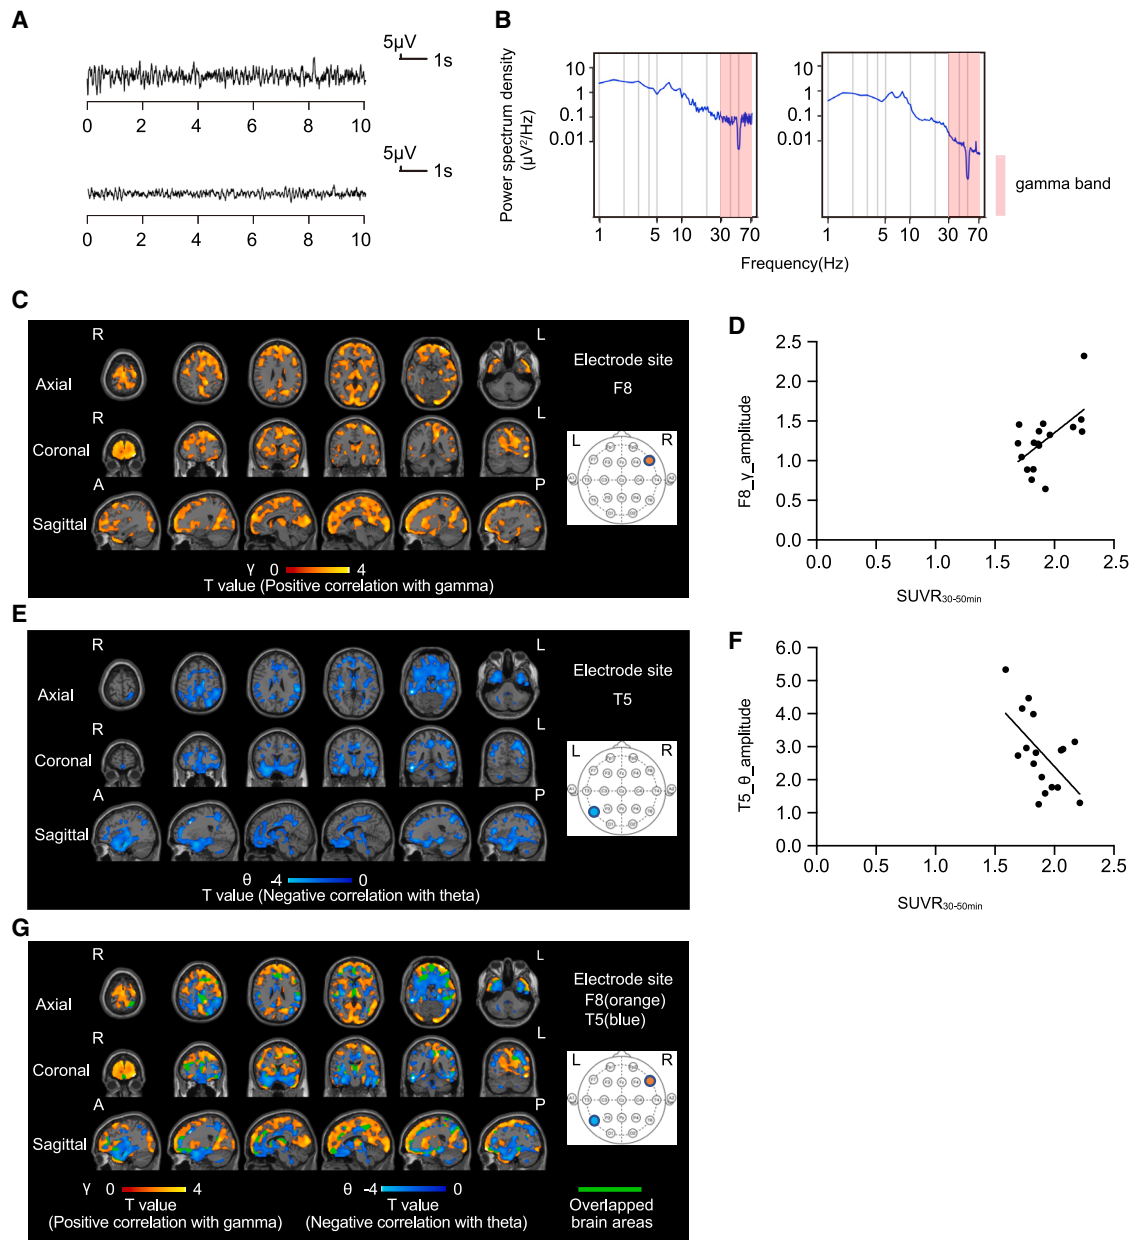 A
5μV
1s
0 2 4 6 8 10
5μV
1s
0 2 4 6 8 10
B
Power spectrum density
(μV²/Hz)
10
1
0.1
0.01
1 5 10 30 70
10
1
0.1
0.01
1 5 10 30 70
Frequency(Hz)
gamma band
C
R L
Axial
R L
Coronal
A P
Sagittal
Electrode site
F8
L R
γ 0 4
T value (Positive correlation with gamma)
D
F8_γ_amplitude
2.5
2.0
1.5
1.0
0.5
0.0
0.0 0.5 1.0 1.5 2.0 2.5
SUVR30-50min
E
R L
Axial
R L
Coronal
A P
Sagittal
Electrode site
T5
L R
θ -4 0
T value (Negative correlation with theta)
F
T5_θ_amplitude
6.0
5.0
4.0
3.0
2.0
1.0
0.0
0.0 0.5 1.0 1.5 2.0 2.5
SUVR30-50min
G
R L
Axial
R L
Coronal
A P
Sagittal
Electrode site
F8(orange)
T5(blue)
L R
γ 0 4
T value
(Positive correlation with gamma)
θ -4 0
T value
(Negative correlation with theta)
Overlapped
brain areas